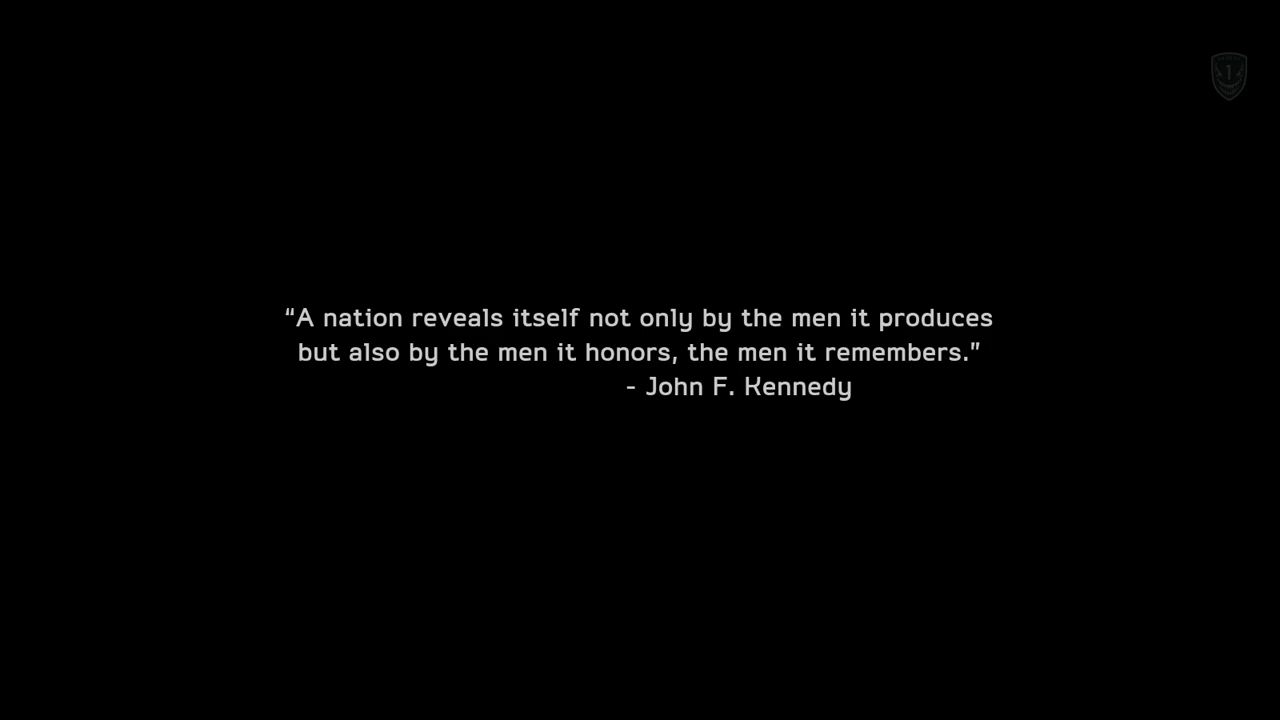 “A nation reveals itself not only by the men it produces
but also by the men it honors, the men it remembers.”
- John F. Kennedy